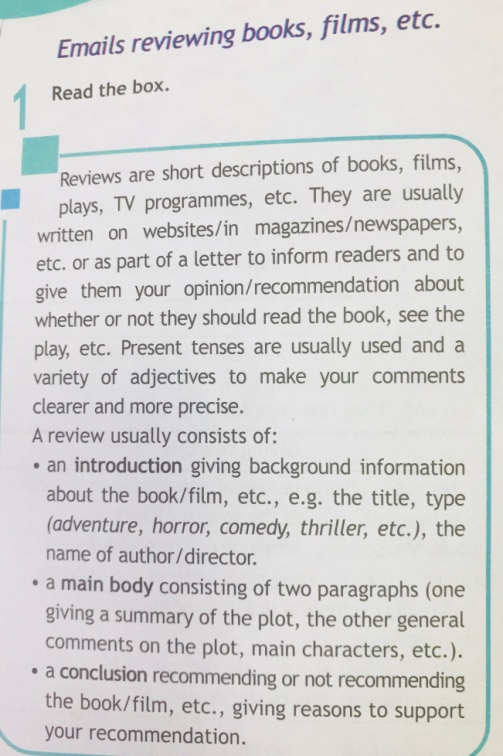 Emails reviewing books, films, etc.
1 Read the box.
Reviews are short descriptions of books, films,
plays, TV programmes, etc. They are usually
written on websites/in magazines/newspapers,
etc. or as part of a letter to inform readers and to
give them your opinion/recommendation about
whether or not they should read the book, see the
play, etc. Present tenses are usually used and a
variety of adjectives to make your comments
clearer and more precise.
A review usually consists of:
• an introduction giving background information
about the book/film, etc., e.g. the title, type
(adventure, horror, comedy, thriller, etc.), the
name of author/director.
• a main body consisting of two paragraphs (one
giving a summary of the plot, the other general
comments on the plot, main characters, etc.).
• a conclusion recommending or not recommending
the book/film, etc., giving reasons to support
your recommendation.